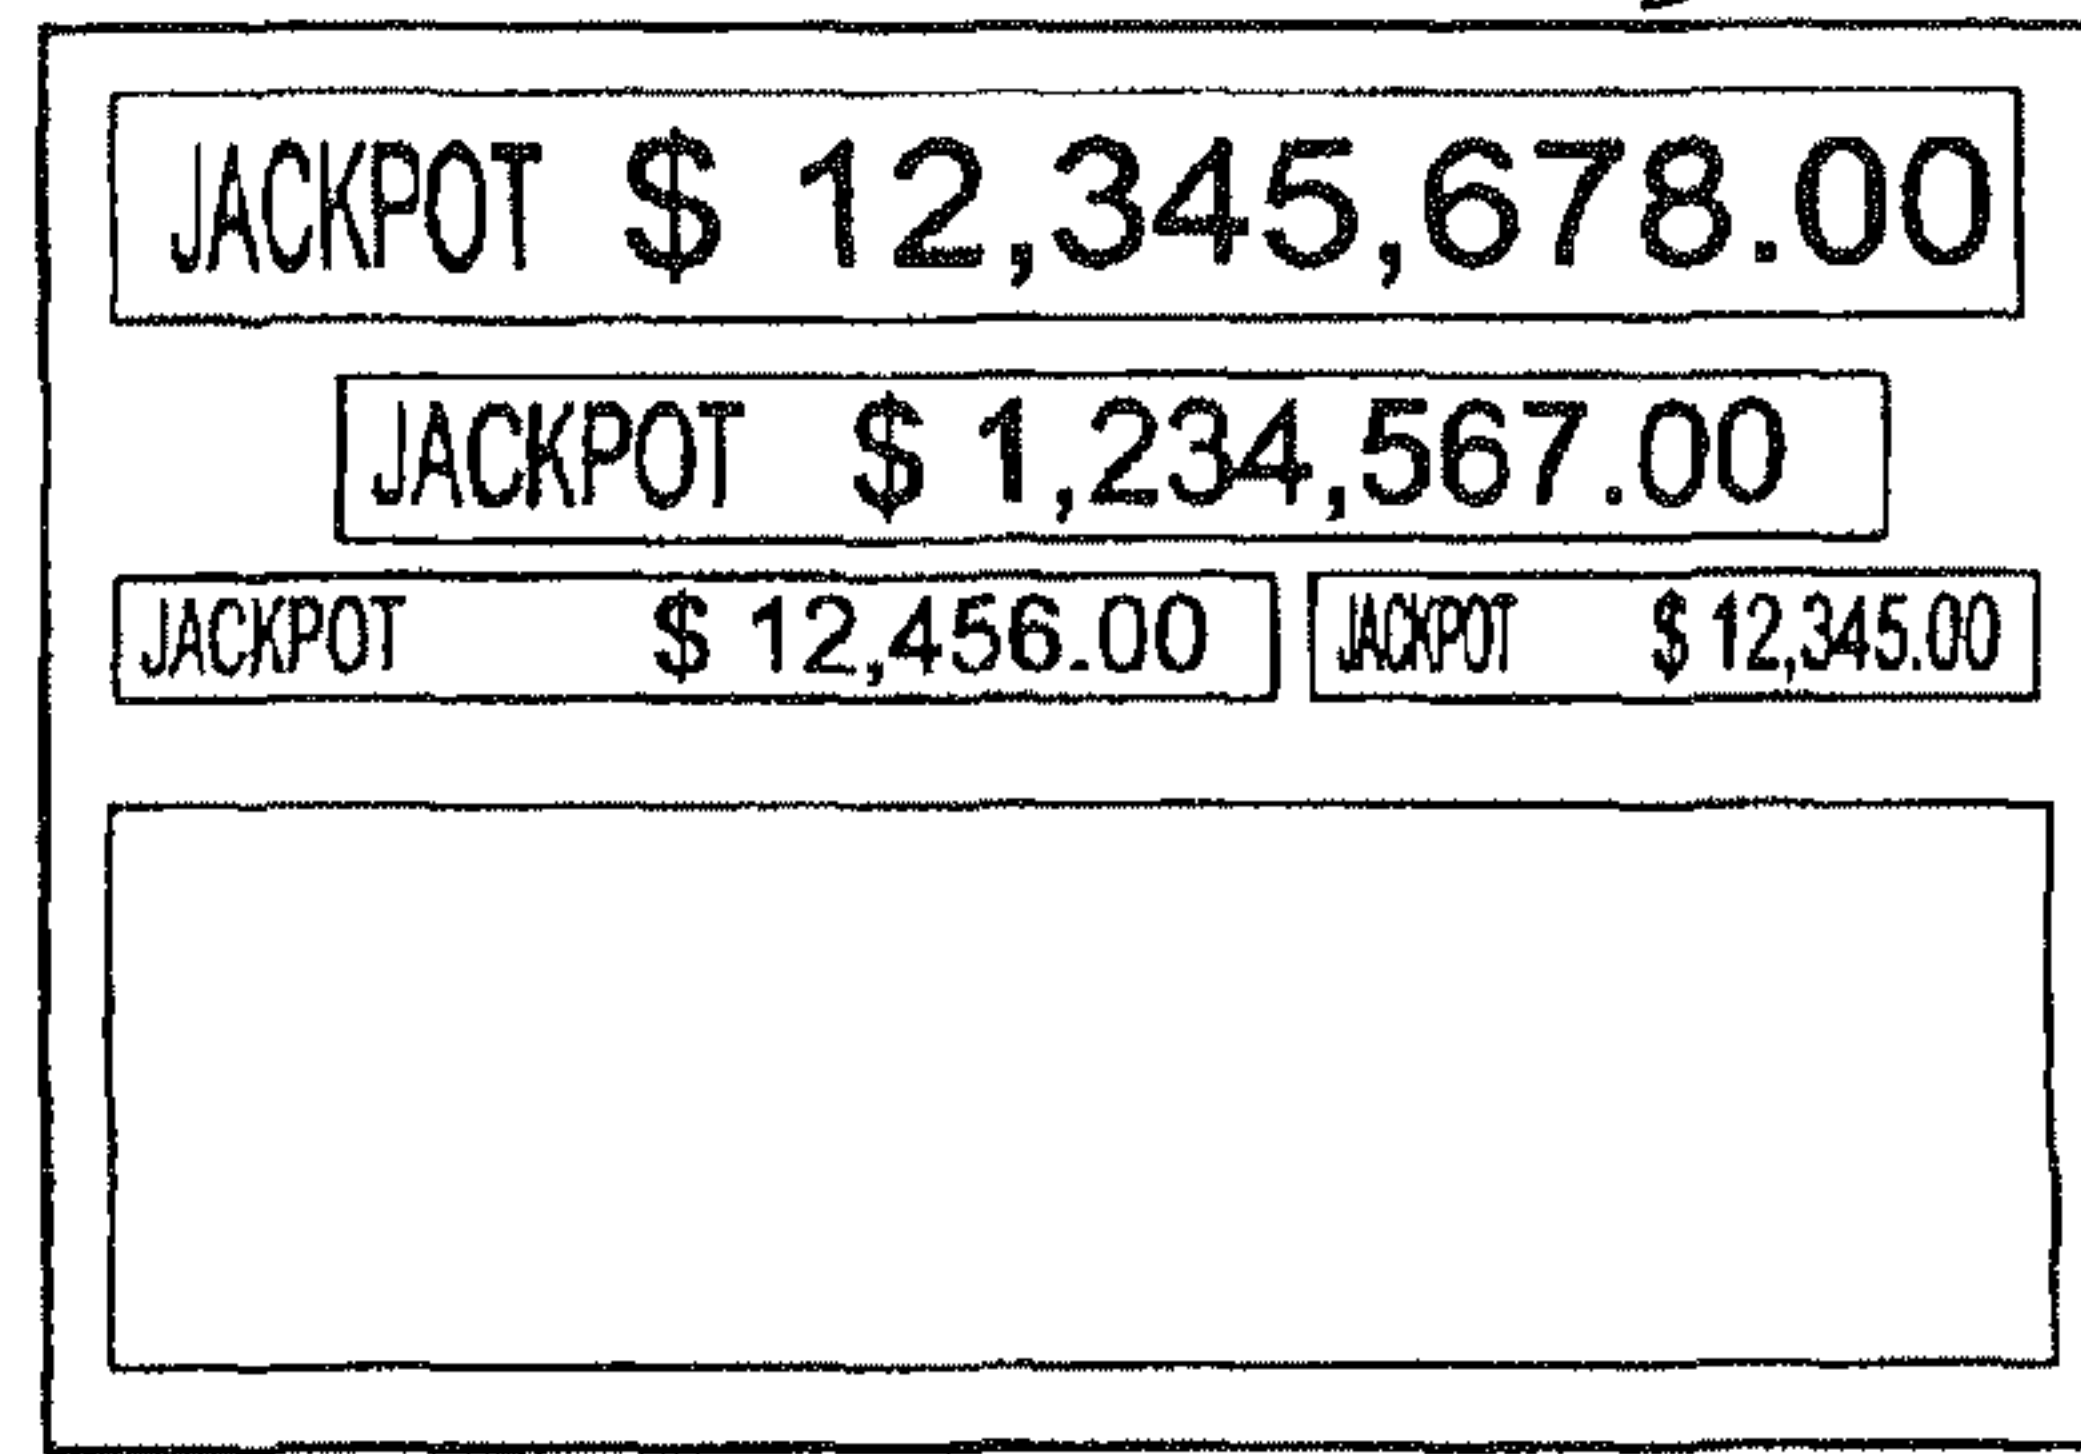 JACKPOT $ 12,345,678.00
JACKPOT $ 1,234,567.00
JACKPOT $ 12,456.00
JACKPOT $ 12,345.00